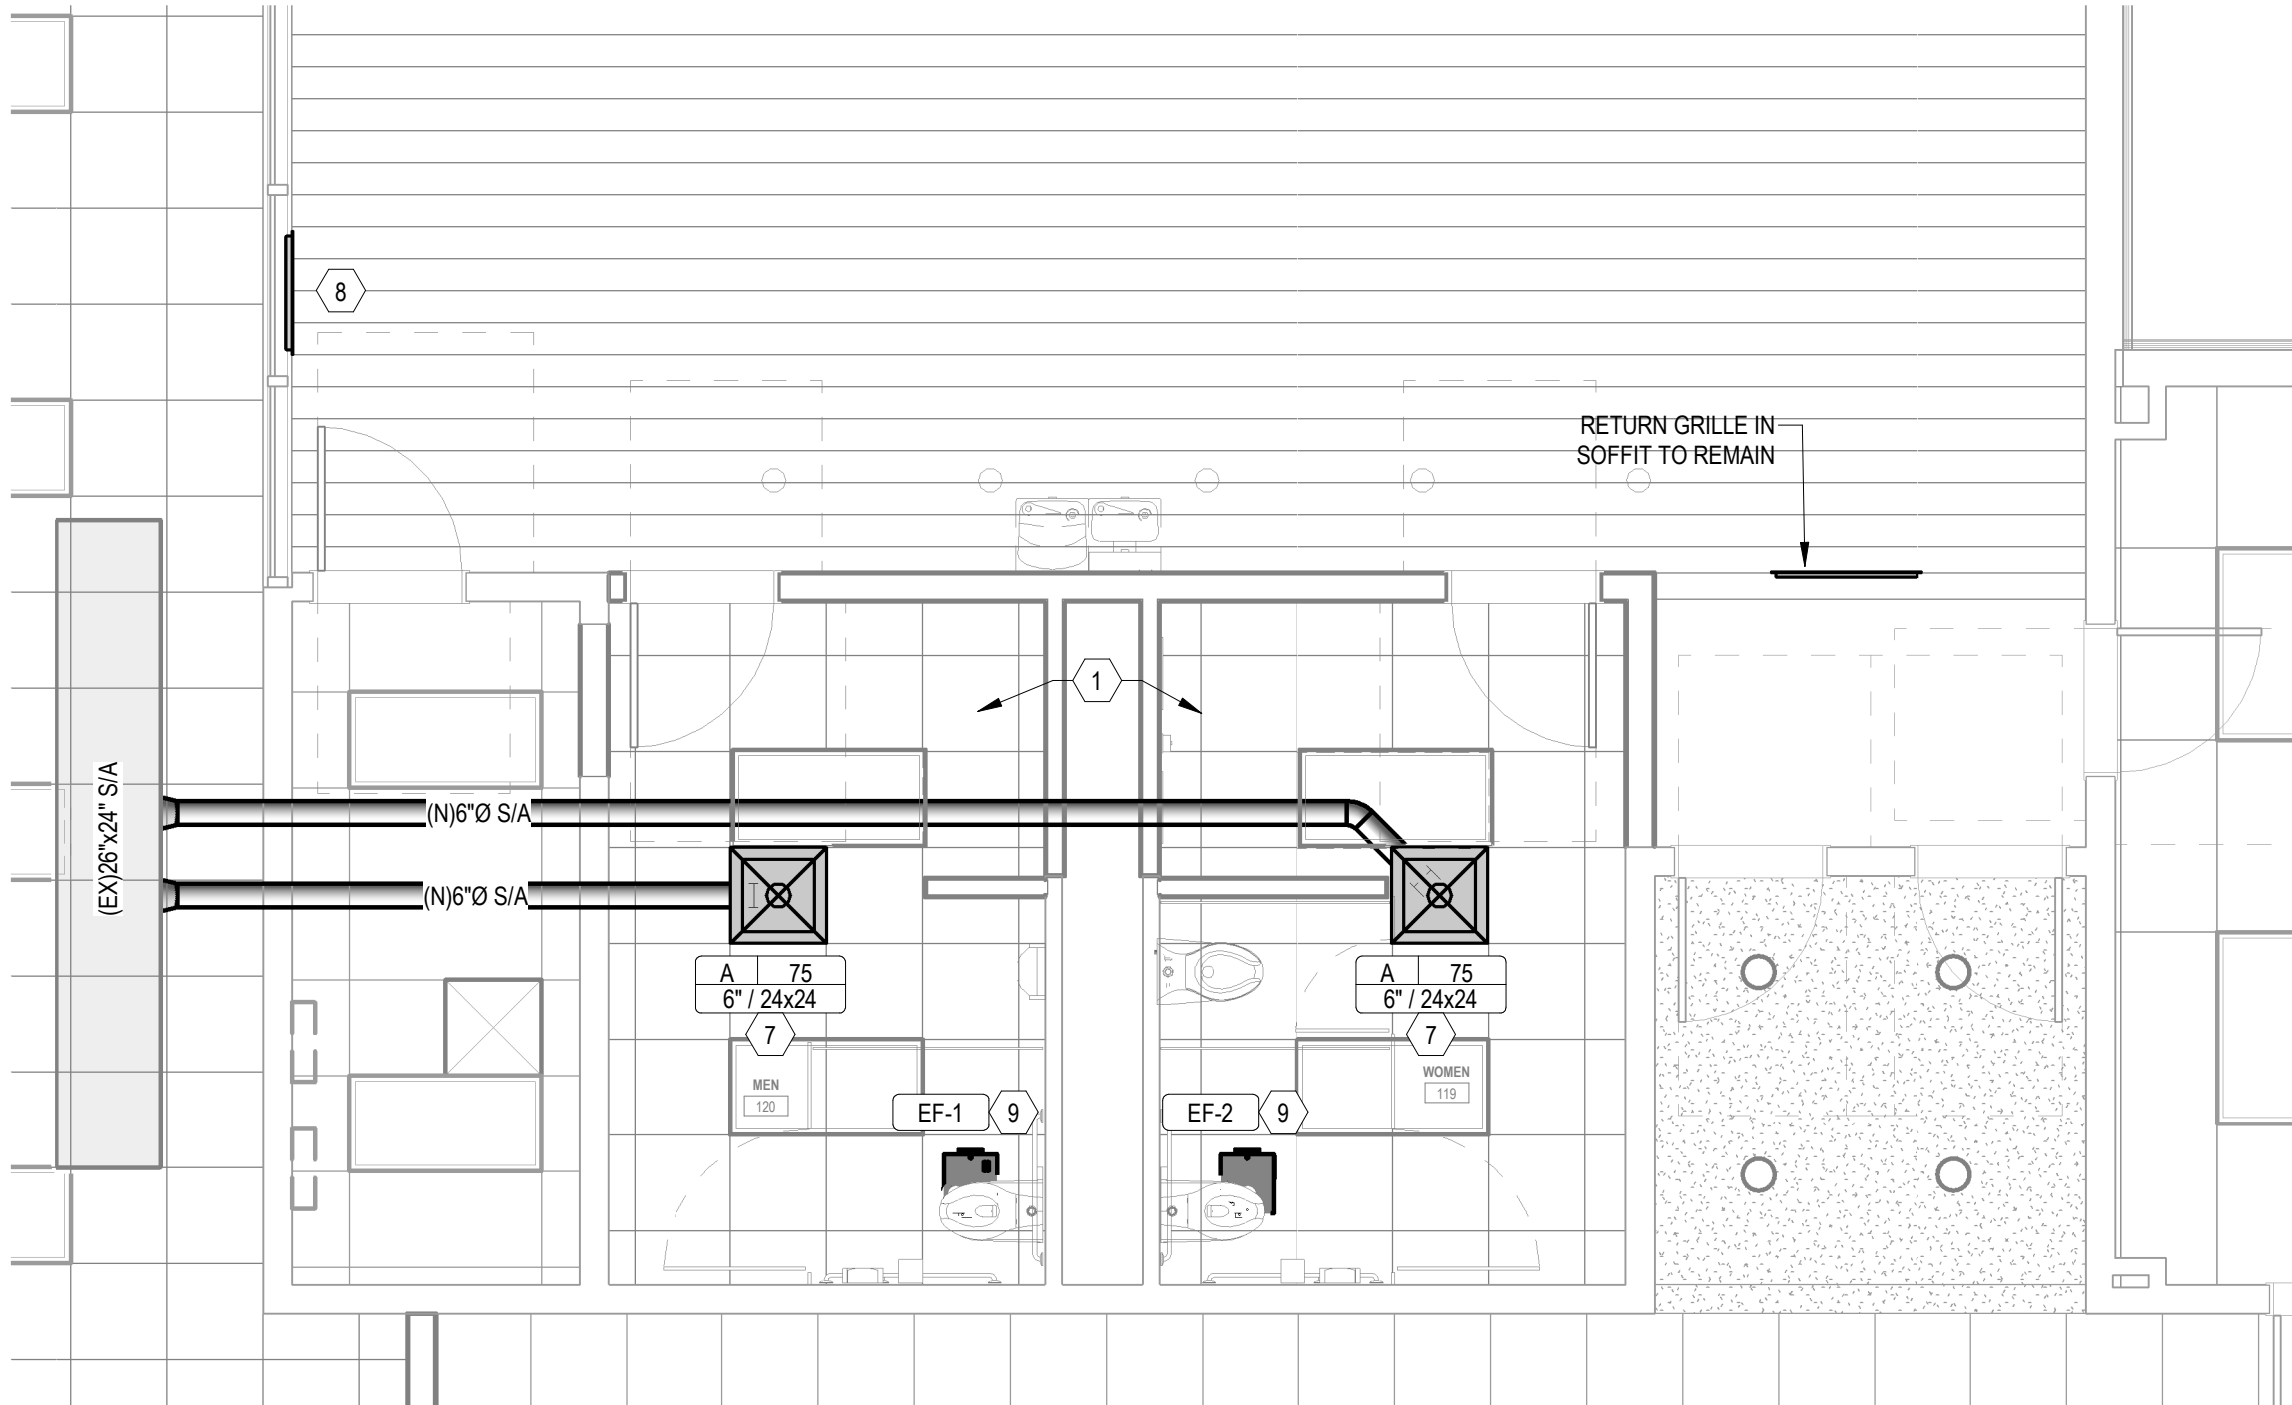 8
RETURN GRILLE IN
SOFFIT TO REMAIN
1
(EX)26"x24" S/A
(N)6"Ø S/A
(N)6"Ø S/A
A 75
6" / 24x24
7
A 75
6" / 24x24
7
MEN
120
WOMEN
119
EF-1 9
EF-2 9